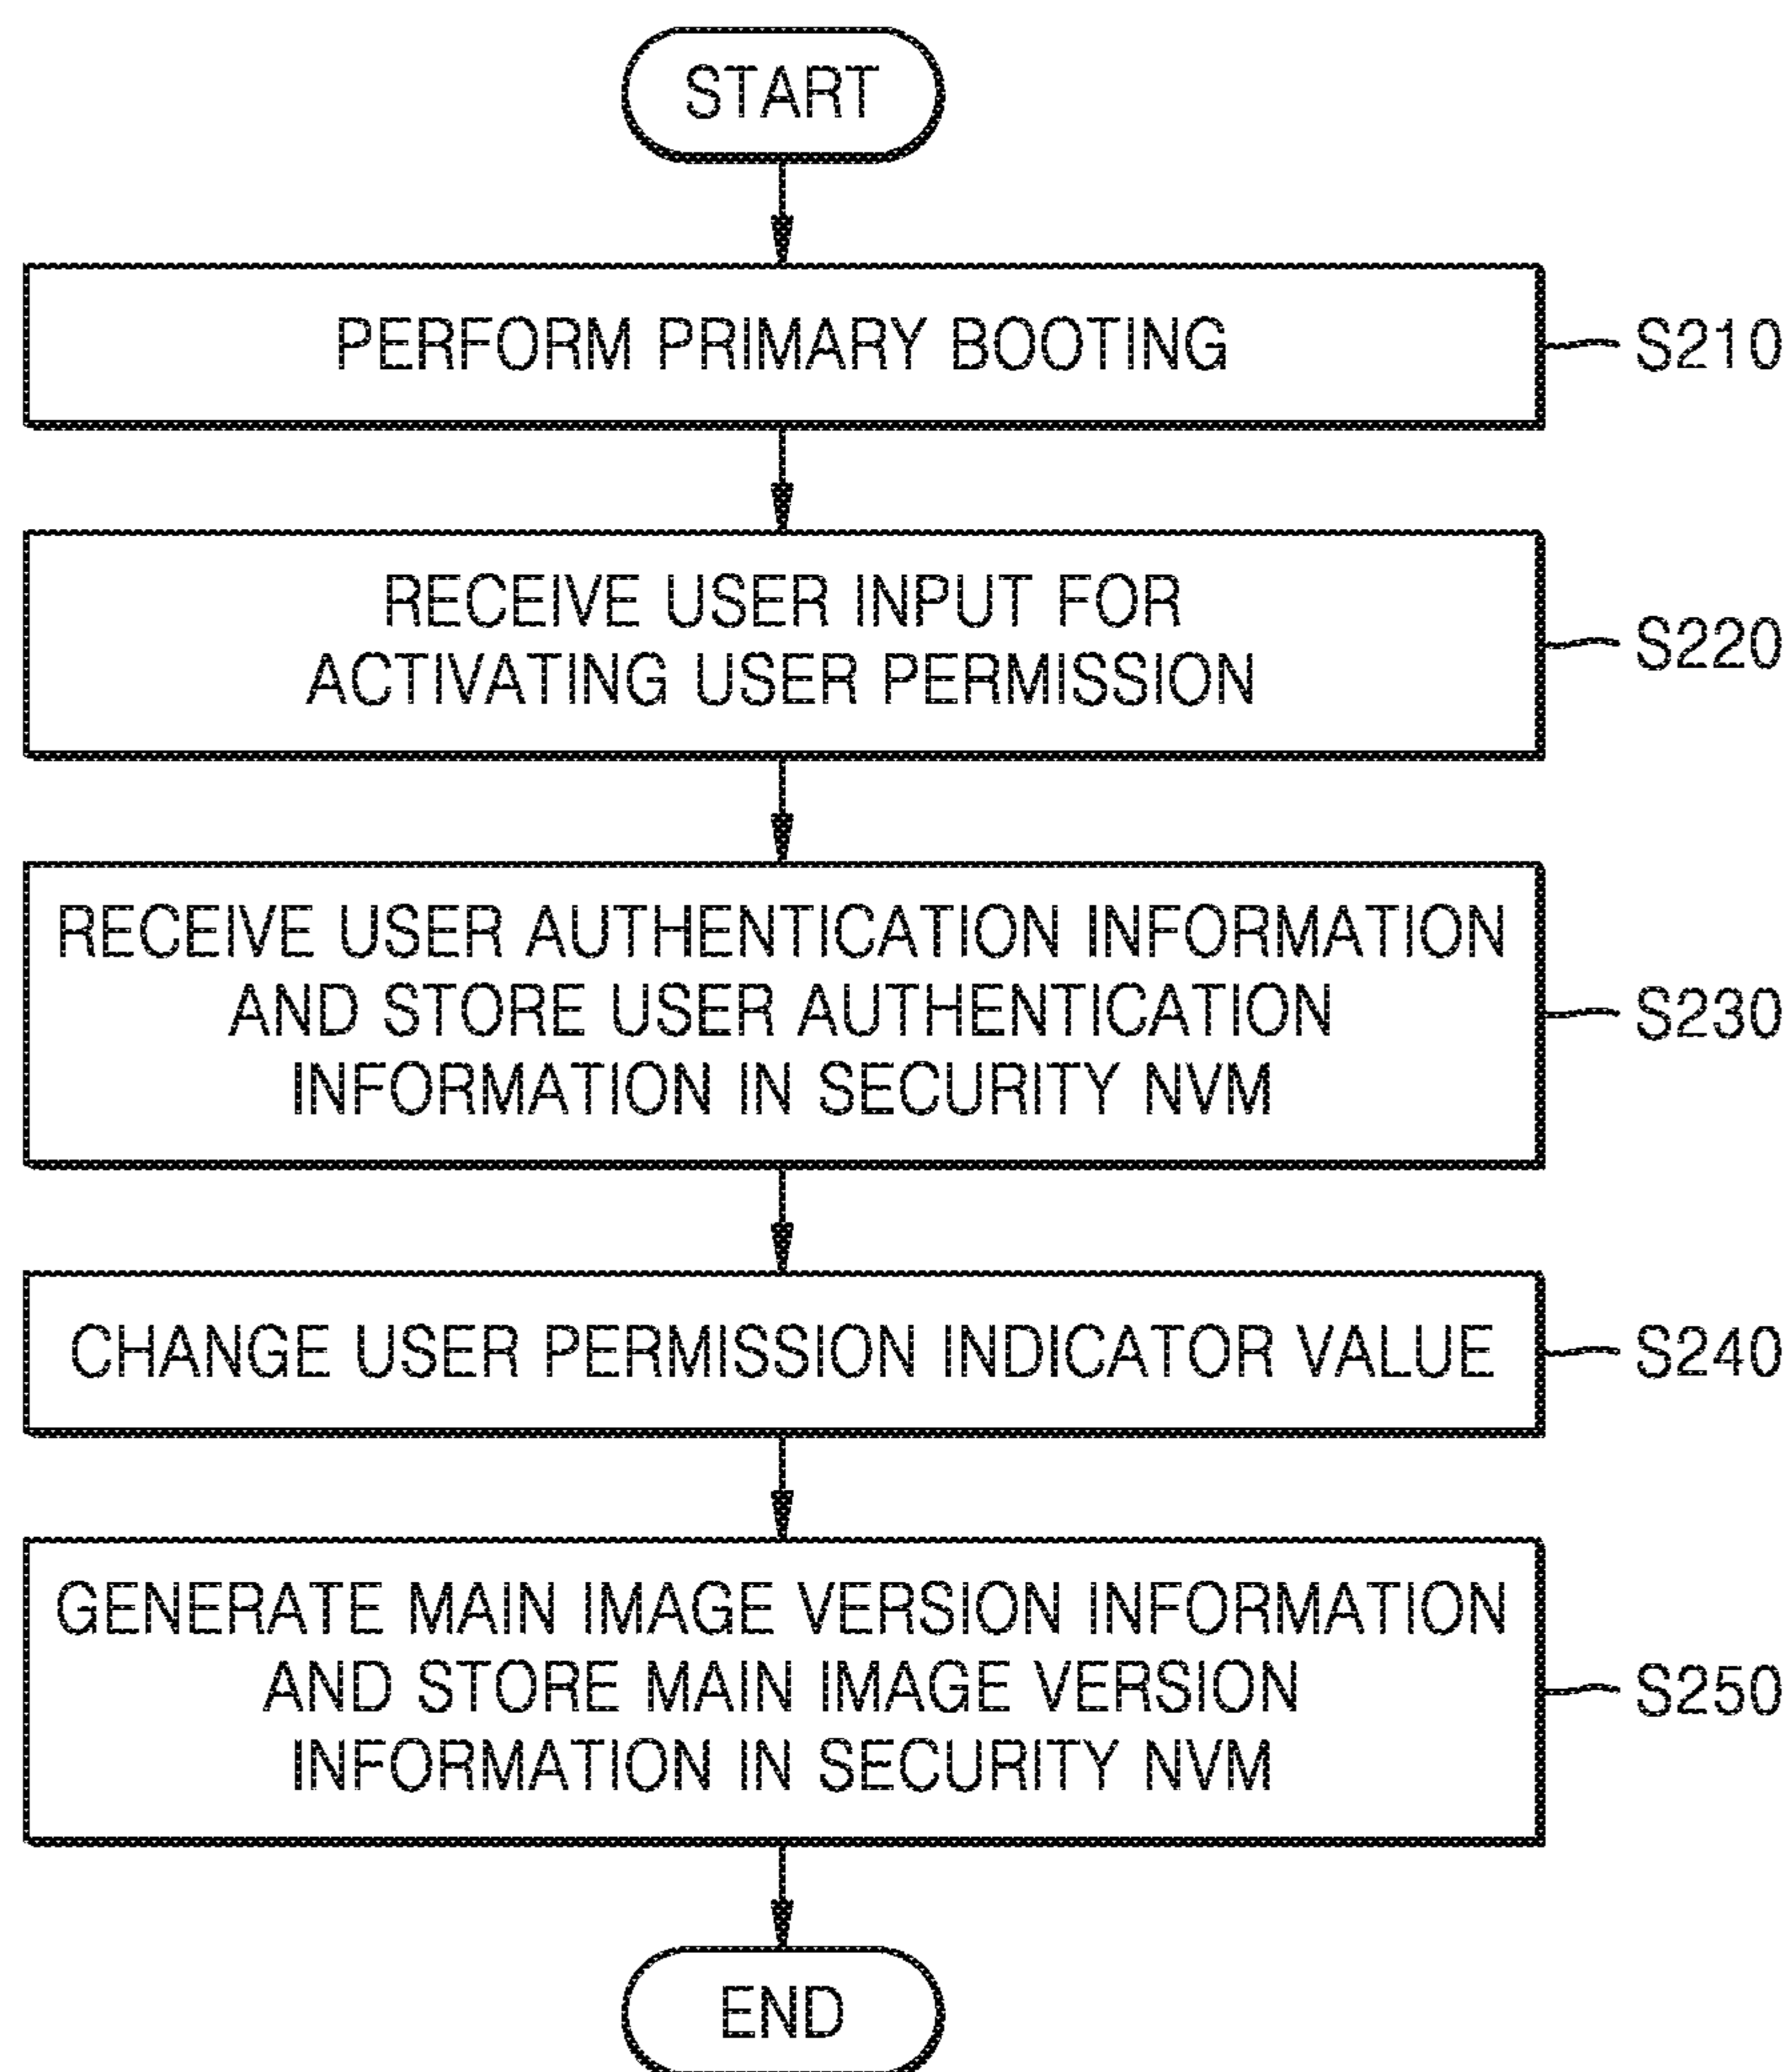 START
PERFORM PRIMARY BOOTING
S210
RECEIVE USER INPUT FOR
ACTIVATING USER PERMISSION
S220
RECEIVE USER AUTHENTICATION INFORMATION
AND STORE USER AUTHENTICATION
INFORMATION IN SECURITY NVM
S230
CHANGE USER PERMISSION INDICATOR VALUE
S240
GENERATE MAIN IMAGE VERSION INFORMATION
AND STORE MAIN IMAGE VERSION
INFORMATION IN SECURITY NVM
S250
END